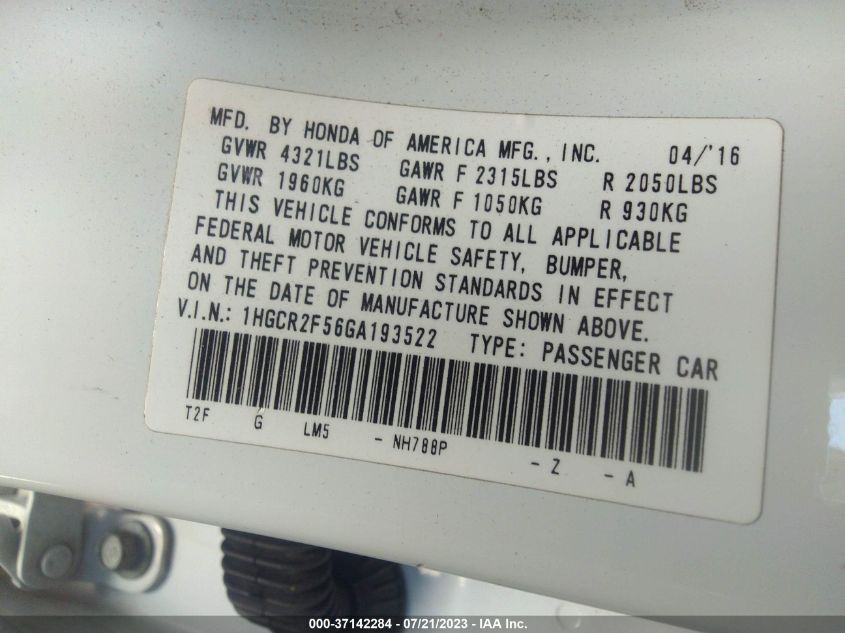 MFD. BY HONDA OF AMERICA MFG., INC. 04/'16
GVWR 4321LBS GAWR F 2315LBS R 2050LBS
GVWR 1960KG GAWR F 1050KG R 930KG
THIS VEHICLE CONFORMS TO ALL APPLICABLE
FEDERAL MOTOR VEHICLE SAFETY, BUMPER,
AND THEFT PREVENTION STANDARDS IN EFFECT
ON THE DATE OF MANUFACTURE SHOWN ABOVE.
V.I.N.: 1HGCR2F56GA193522 TYPE: PASSENGER CAR
T2F G LM5 - NH788P - Z - A
000-37142284 - 07/21/2023 - IAA Inc.